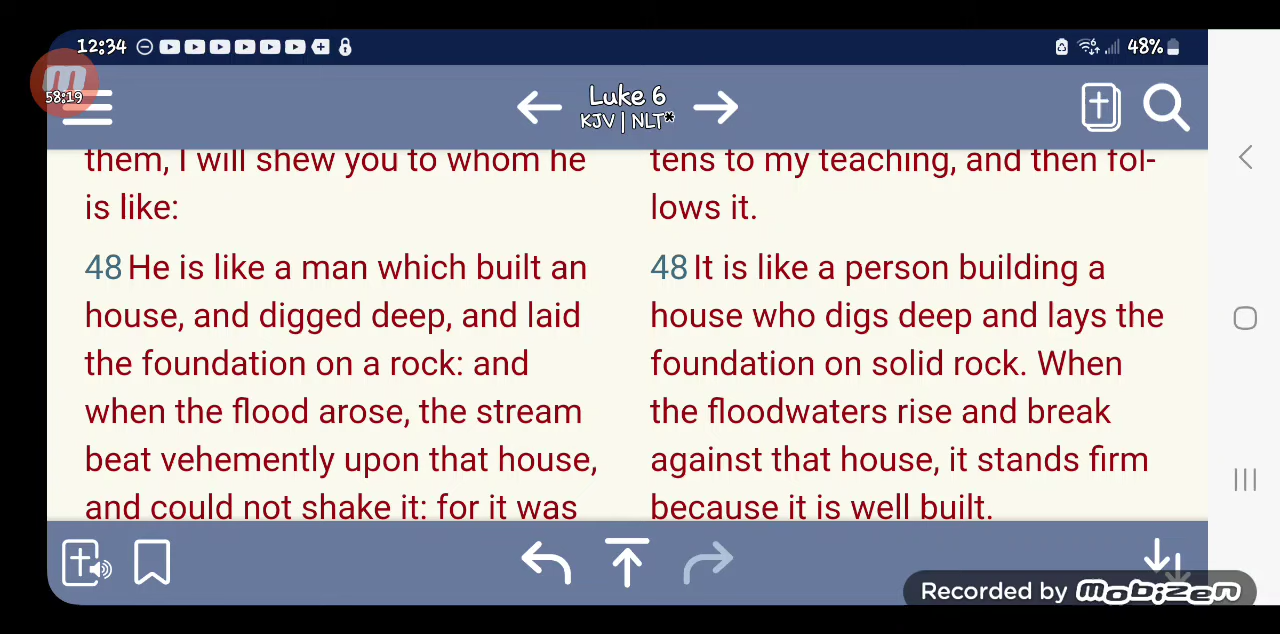 12:34
48%
58:19
Luke 6
KJV | NLT*
them, I will shew you to whom he
is like:
48 He is like a man which built an
house, and digged deep, and laid
the foundation on a rock: and
when the flood arose, the stream
beat vehemently upon that house,
and could not shake it: for it was
tens to my teaching, and then fol-
lows it.
48 It is like a person building a
house who digs deep and lays the
foundation on solid rock. When
the floodwaters rise and break
against that house, it stands firm
because it is well built.
Recorded by mobizen